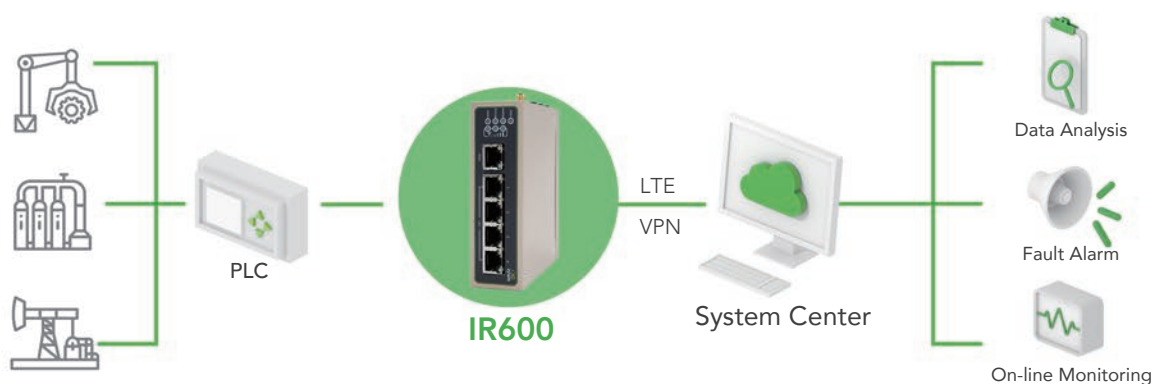 PLC
IR600
LTE
VPN
System Center
Data Analysis
Fault Alarm
On-line Monitoring